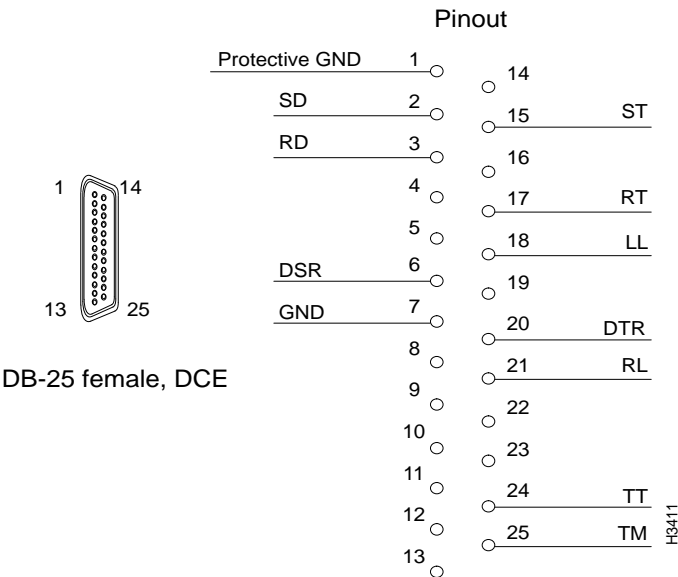 Pinout
Protective GND 1
14
SD 2
15 ST
RD 3
16
4
17 RT
5
18 LL
DSR 6
19
GND 7
20 DTR
8
21 RL
9
22
10
23
11
24 TT
12
25 TM
13
1 14
13 25
DB-25 female, DCE
H3411